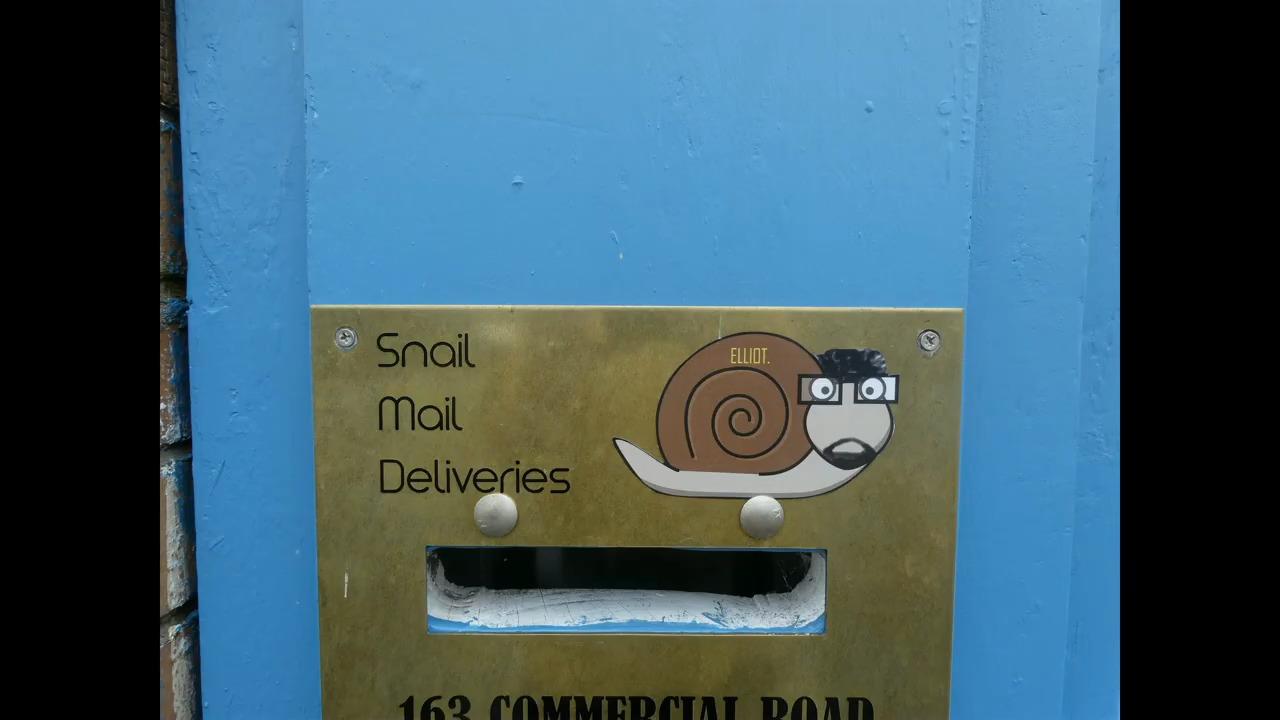 Snail
Mail
Deliveries
ELLIOT.
163 COMMERCIAL ROAD